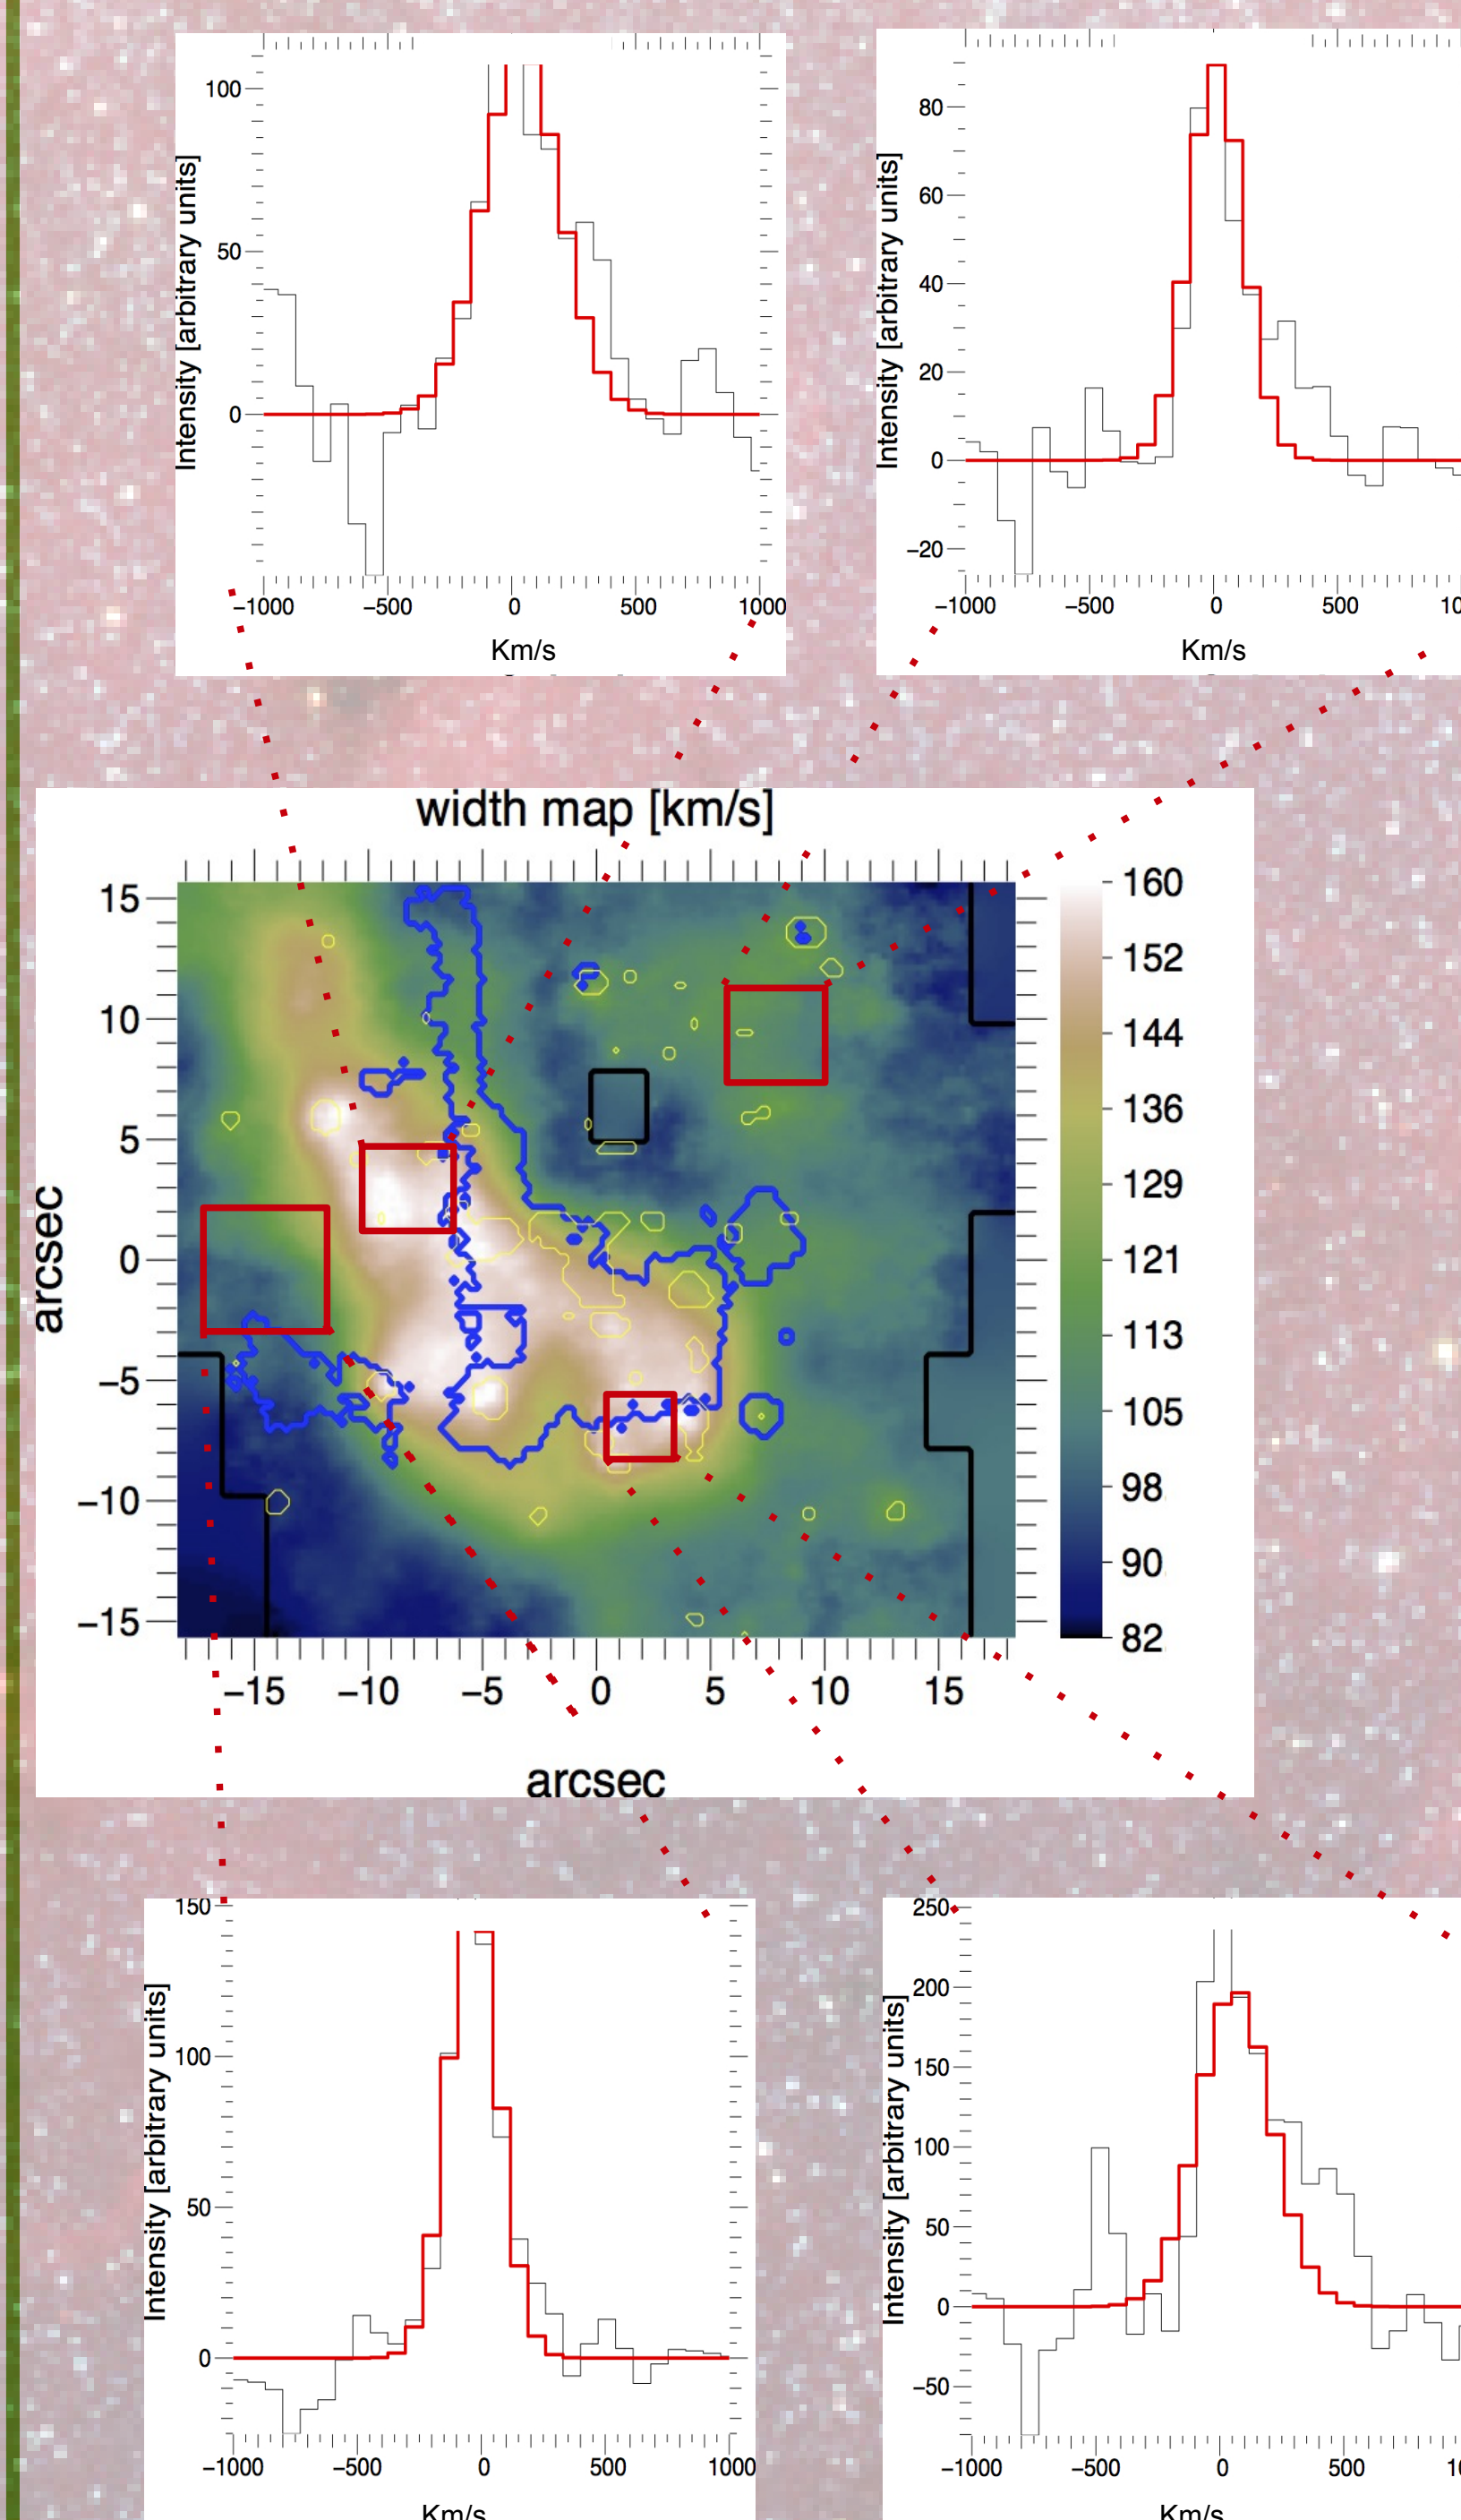 100
50
0
Intensity [arbitrary units]
−1000 −500 0 500 1000
Km/s
80
60
40
20
0
−20
Intensity [arbitrary units]
−1000 −500 0 500
Km/s
width map [km/s]
15
10
5
0
−5
−10
−15
arcsec
−15 −10 −5 0 5 10 15
arcsec
160
152
144
136
129
121
113
105
98.
90.
82.
150
100
50
0
Intensity [arbitrary units]
−1000 −500 0 500 1000
Km/s
250
200
150
100
50
0
−50
Intensity [arbitrary units]
−1000 −500 0 500
Km/s